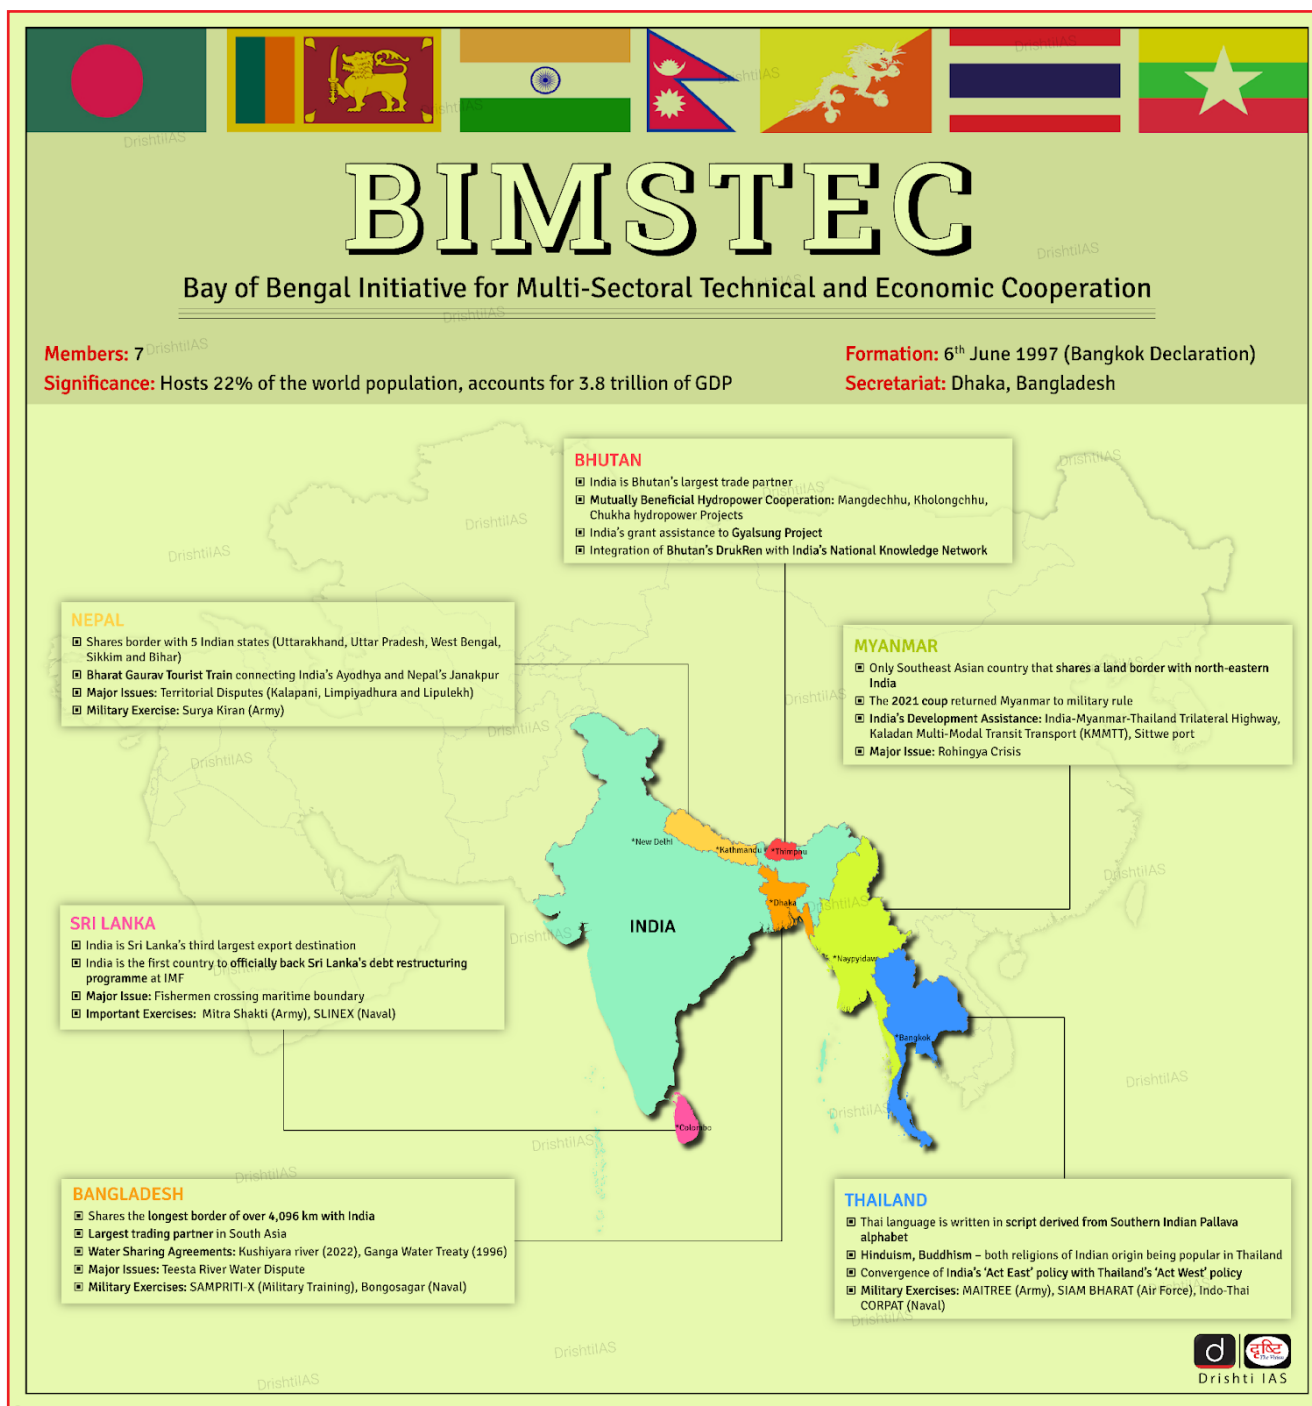 BIMSTEC
Bay of Bengal Initiative for Multi-Sectoral Technical and Economic Cooperation
Members: 7
Significance: Hosts 22% of the world population, accounts for 3.8 trillion of GDP
Formation: 6th June 1997 (Bangkok Declaration)
Secretariat: Dhaka, Bangladesh
BHUTAN
India is Bhutan's largest trade partner
Mutually Beneficial Hydropower Cooperation: Mangdechhu, Kholongchhu,
Chukha hydropower Projects
India's grant assistance to Gyalsung Project
Integration of Bhutan's DrukRen with India's National Knowledge Network
NEPAL
Shares border with 5 Indian states (Uttarakhand, Uttar Pradesh, West Bengal,
Sikkim and Bihar)
Bharat Gaurav Tourist Train connecting India's Ayodhya and Nepal's Janakpur
Major Issues: Territorial Disputes (Kalapani, Limpiyadhura and Lipulekh)
Military Exercise: Surya Kiran (Army)
MYANMAR
Only Southeast Asian country that shares a land border with north-eastern
India
The 2021 coup returned Myanmar to military rule
India's Development Assistance: India-Myanmar-Thailand Trilateral Highway,
Kaladan Multi-Modal Transit Transport (KMMTT), Sittwe port
Major Issue: Rohingya Crisis
*New Delhi
*Kathmandu
*Thimphu
*Dhaka
INDIA
*Naypyidaw
*Bangkok
*Colombo
SRI LANKA
India is Sri Lanka's third largest export destination
India is the first country to officially back Sri Lanka's debt restructuring
programme at IMF
Major Issue: Fishermen crossing maritime boundary
Important Exercises: Mitra Shakti (Army), SLINEX (Naval)
BANGLADESH
Shares the longest border of over 4,096 km with India
Largest trading partner in South Asia
Water Sharing Agreements: Kushiyara river (2022), Ganga Water Treaty (1996)
Major Issues: Teesta River Water Dispute
Military Exercises: SAMPRITI-X (Military Training), Bongosagar (Naval)
THAILAND
Thai language is written in script derived from Southern Indian Pallava
alphabet
Hinduism, Buddhism – both religions of Indian origin being popular in Thailand
Convergence of India's 'Act East' policy with Thailand's 'Act West' policy
Military Exercises: MAITREE (Army), SIAM BHARAT (Air Force), Indo-Thai
CORPAT (Naval)
d
दृष्टि
The Vision
Drishti IAS